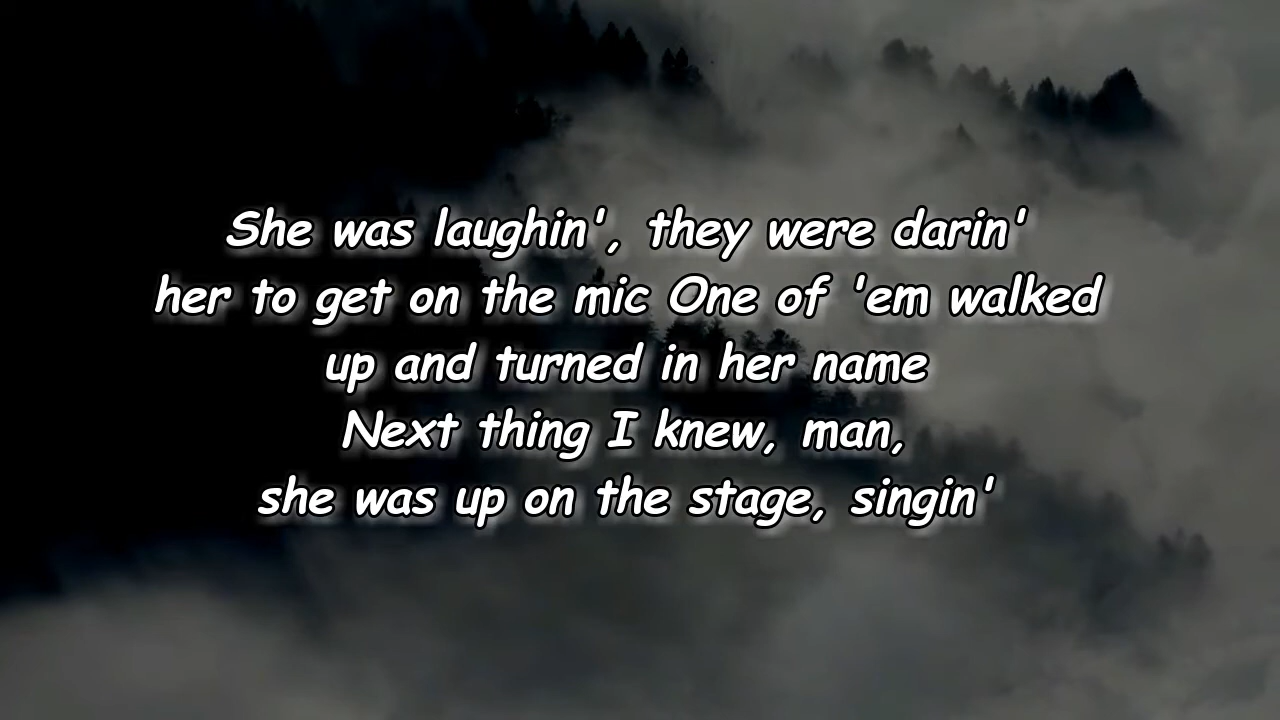 She was laughin', they were darin'
her to get on the mic One of 'em walked
up and turned in her name
Next thing I knew, man,
she was up on the stage, singin'